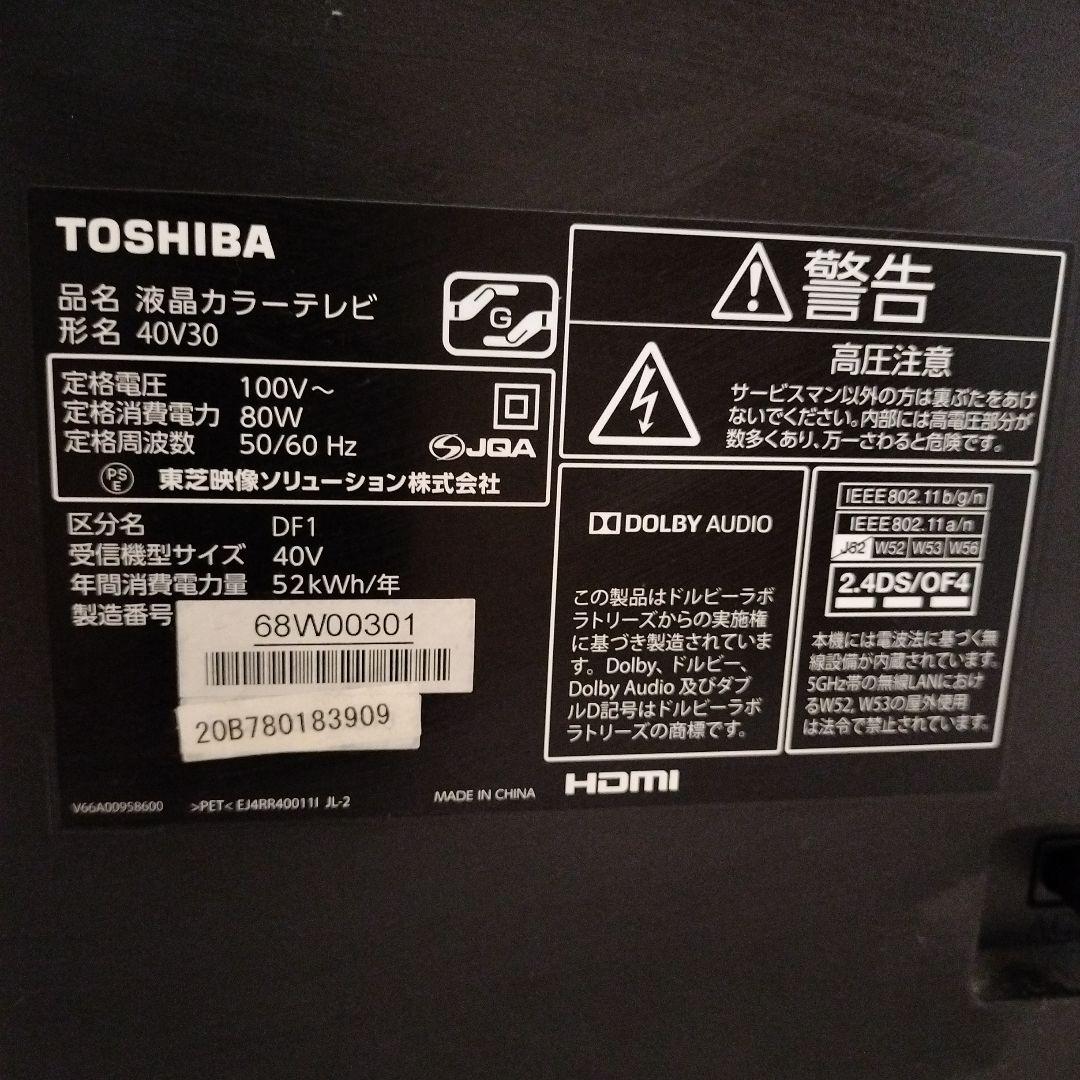 TOSHIBA
品名 液晶カラーテレビ
形名 40V30
G
定格電圧 100V～
定格消費電力 80W
定格周波数 50/60 Hz
JQA
PS
E
東芝映像ソリューション株式会社
区分名 DF1
受信機型サイズ 40V
年間消費電力量 52kWh/年
製造番号
68W00301
20B780183909
V66A00958600 >PET< EJ4RR40011I JL-2
MADE IN CHINA
警告
高圧注意
サービスマン以外の方は裏ぶたをあけ
ないでください。内部には高電圧部分が
数多くあり、万一さわると危険です。
DOLBY AUDIO
この製品はドルビーラボ
ラトリーズからの実施権
に基づき製造されていま
す。Dolby、ドルビー、
Dolby Audio 及びダブ
ルD記号はドルビーラボ
ラトリーズの商標です。
IEEE802.11b/g/n
IEEE802.11a/n
J52 W52 W53 W56
2.4DS/OF4
本機には電波法に基づく無
線設備が内蔵されています。
5GHz帯の無線LANにおけ
るW52, W53の屋外使用
は法令で禁止されています。
HDMI